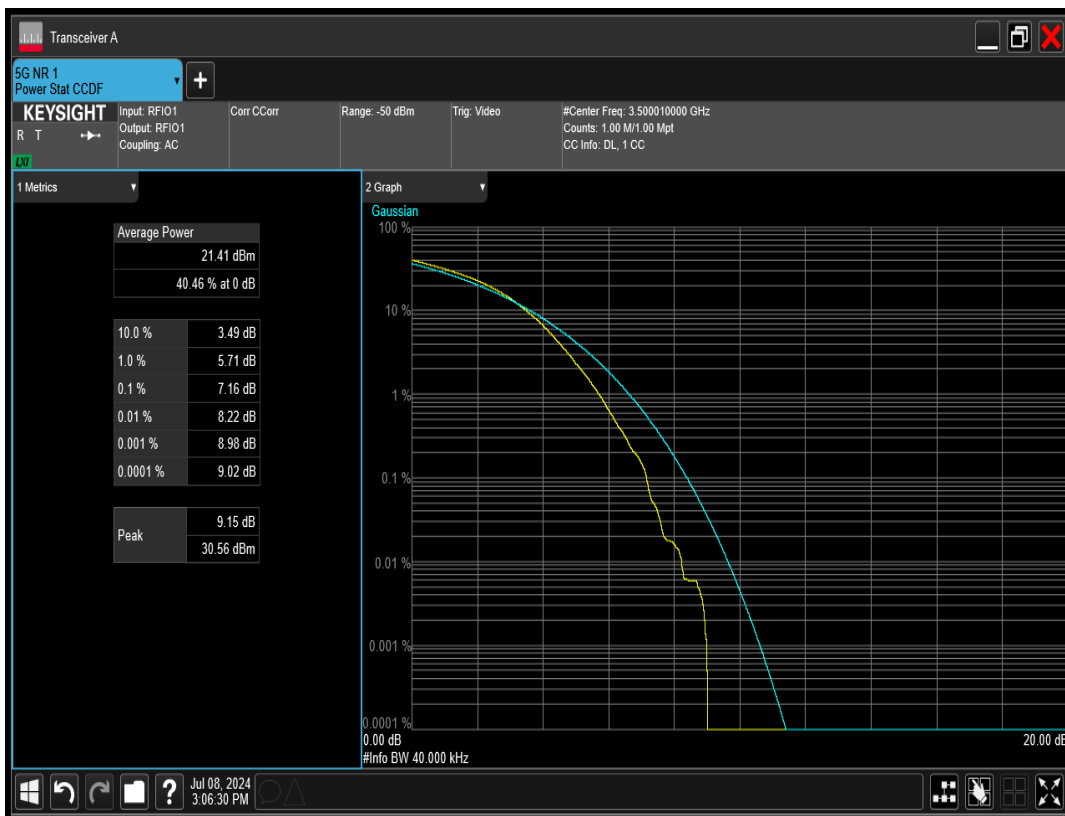 Transceiver A
5G NR 1
Power Stat CCDF
+
KEYSIGHT
R T
LXI
Input: RFIO1
Output: RFIO1
Coupling: AC
Corr CCorr
Range: -50 dBm
Trig: Video
#Center Freq: 3.500010000 GHz
Counts: 1.00 M/1.00 Mpt
CC Info: DL, 1 CC
1 Metrics
Average Power
21.41 dBm
40.46 % at 0 dB
10.0 % 3.49 dB
1.0 % 5.71 dB
0.1 % 7.16 dB
0.01 % 8.22 dB
0.001 % 8.98 dB
0.0001 % 9.02 dB
Peak
9.15 dB
30.56 dBm
2 Graph
Gaussian
100 %
10 %
1 %
0.1 %
0.01 %
0.001 %
0.0001 %
0.00 dB 20.00 dB
#Info BW 40.000 kHz
?
Jul 08, 2024
3:06:30 PM